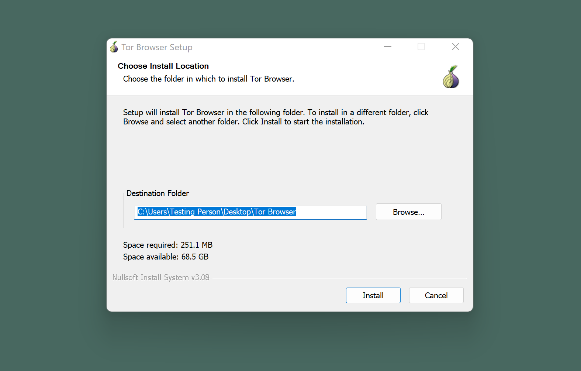 Tor Browser Setup
Choose Install Location
Choose the folder in which to install Tor Browser.
Setup will install Tor Browser in the following folder. To install in a different folder, click
Browse and select another folder. Click Install to start the installation.
Destination Folder
C:\Users\Testing Person\Desktop\Tor Browser
Browse...
Space required: 251.1 MB
Space available: 68.5 GB
Nullsoft Install System v3.08
Install
Cancel